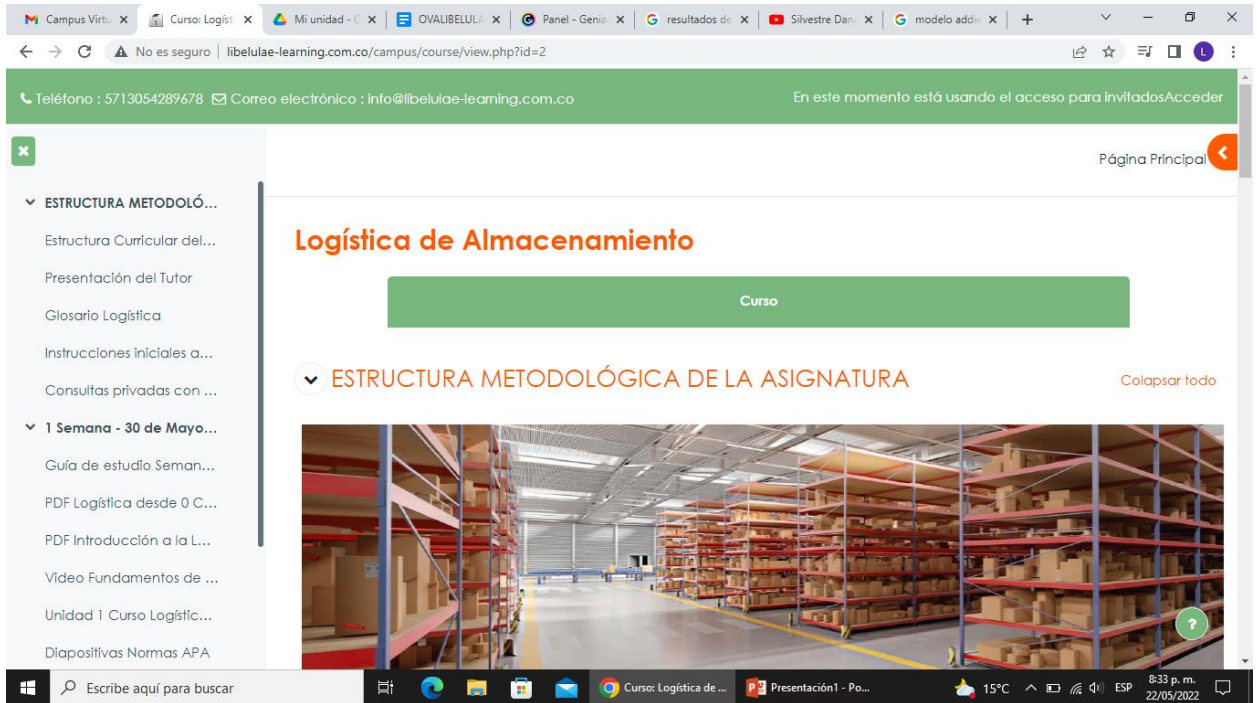 Campus Virtu
Curso: Logíst
Mi unidad - G
OVALIBELULA
Panel - Genial
resultados de
Silvestre Dang
modelo addie
No es seguro | libelulae-learning.com.co/campus/course/view.php?id=2
L
Teléfono : 5713054289678 Correo electrónico : info@libelulae-learning.com.co
En este momento está usando el acceso para invitadosAcceder
Página Principal
ESTRUCTURA METODOLÓ...
Estructura Curricular del...
Presentación del Tutor
Glosario Logística
Instrucciones iniciales a...
Consultas privadas con ...
1 Semana - 30 de Mayo...
Guía de estudio Seman...
PDF Logística desde 0 C...
PDF Introducción a la L...
Video Fundamentos de ...
Unidad 1 Curso Logístic...
Diapositivas Normas APA
Logística de Almacenamiento
Curso
ESTRUCTURA METODOLÓGICA DE LA ASIGNATURA
Colapsar todo
?
Escribe aquí para buscar
Curso: Logística de ...
Presentación1 - Po...
15°C
ESP
8:33 p. m.
22/05/2022